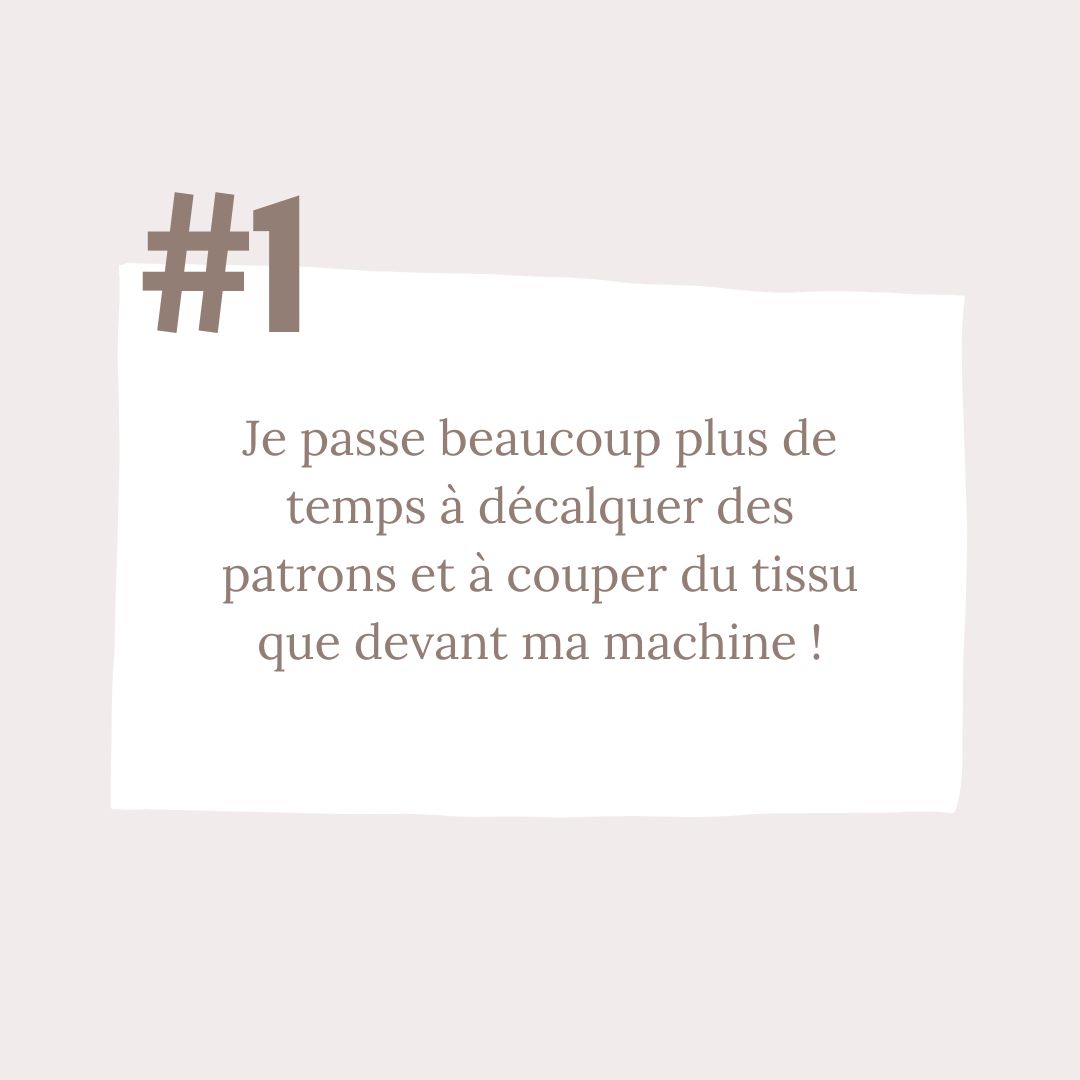 #1
Je passe beaucoup plus de
temps à décalquer des
patrons et à couper du tissu
que devant ma machine !